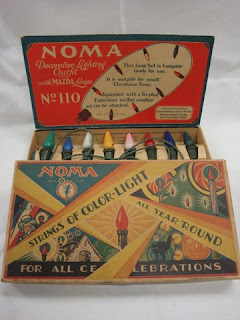 NOMA
Decorative Lighting
Outfit
with MAZDA Lamps
No 110
This Lamp Set is Complete
ready for use.
It is suitable for small
Christmas Trees.
Equipped with a Tri-plug
Extension so that another
set can be attached.
NOMA
STRINGS OF COLOR-LIGHT
ALL YEAR 'ROUND
FOR ALL CELEBRATIONS